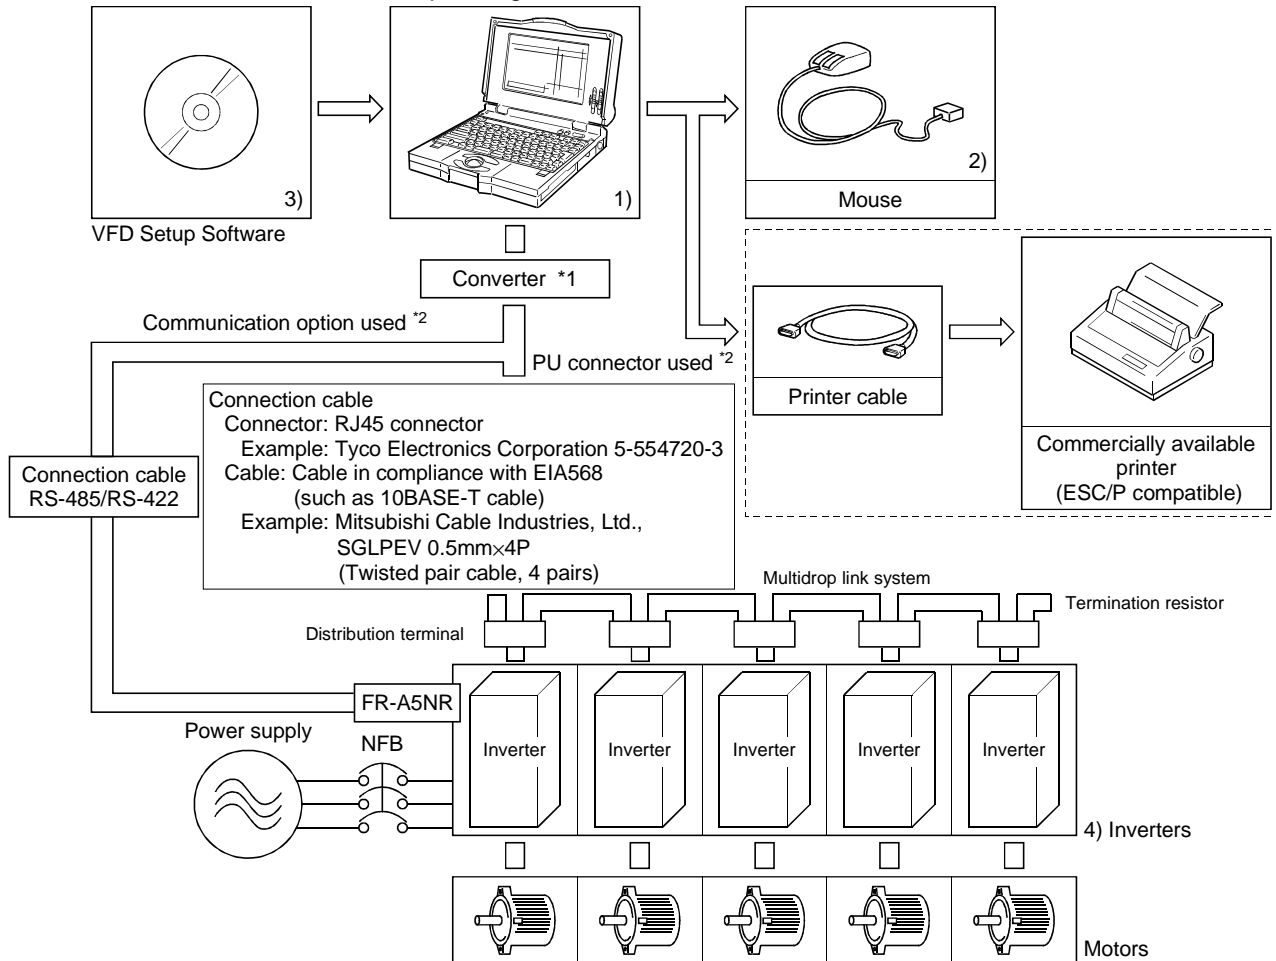 3)
VFD Setup Software
1)
2)
Mouse
Converter *1
Communication option used *2
PU connector used *2
Printer cable
Commercially available
printer
(ESC/P compatible)
Connection cable
Connector: RJ45 connector
Example: Tyco Electronics Corporation 5-554720-3
Cable: Cable in compliance with EIA568
(such as 10BASE-T cable)
Example: Mitsubishi Cable Industries, Ltd.,
SGLPEV 0.5mm×4P
(Twisted pair cable, 4 pairs)
Connection cable
RS-485/RS-422
Multidrop link system
Termination resistor
Distribution terminal
FR-A5NR
Power supply
NFB
Inverter
Inverter
Inverter
Inverter
Inverter
4) Inverters
Motors